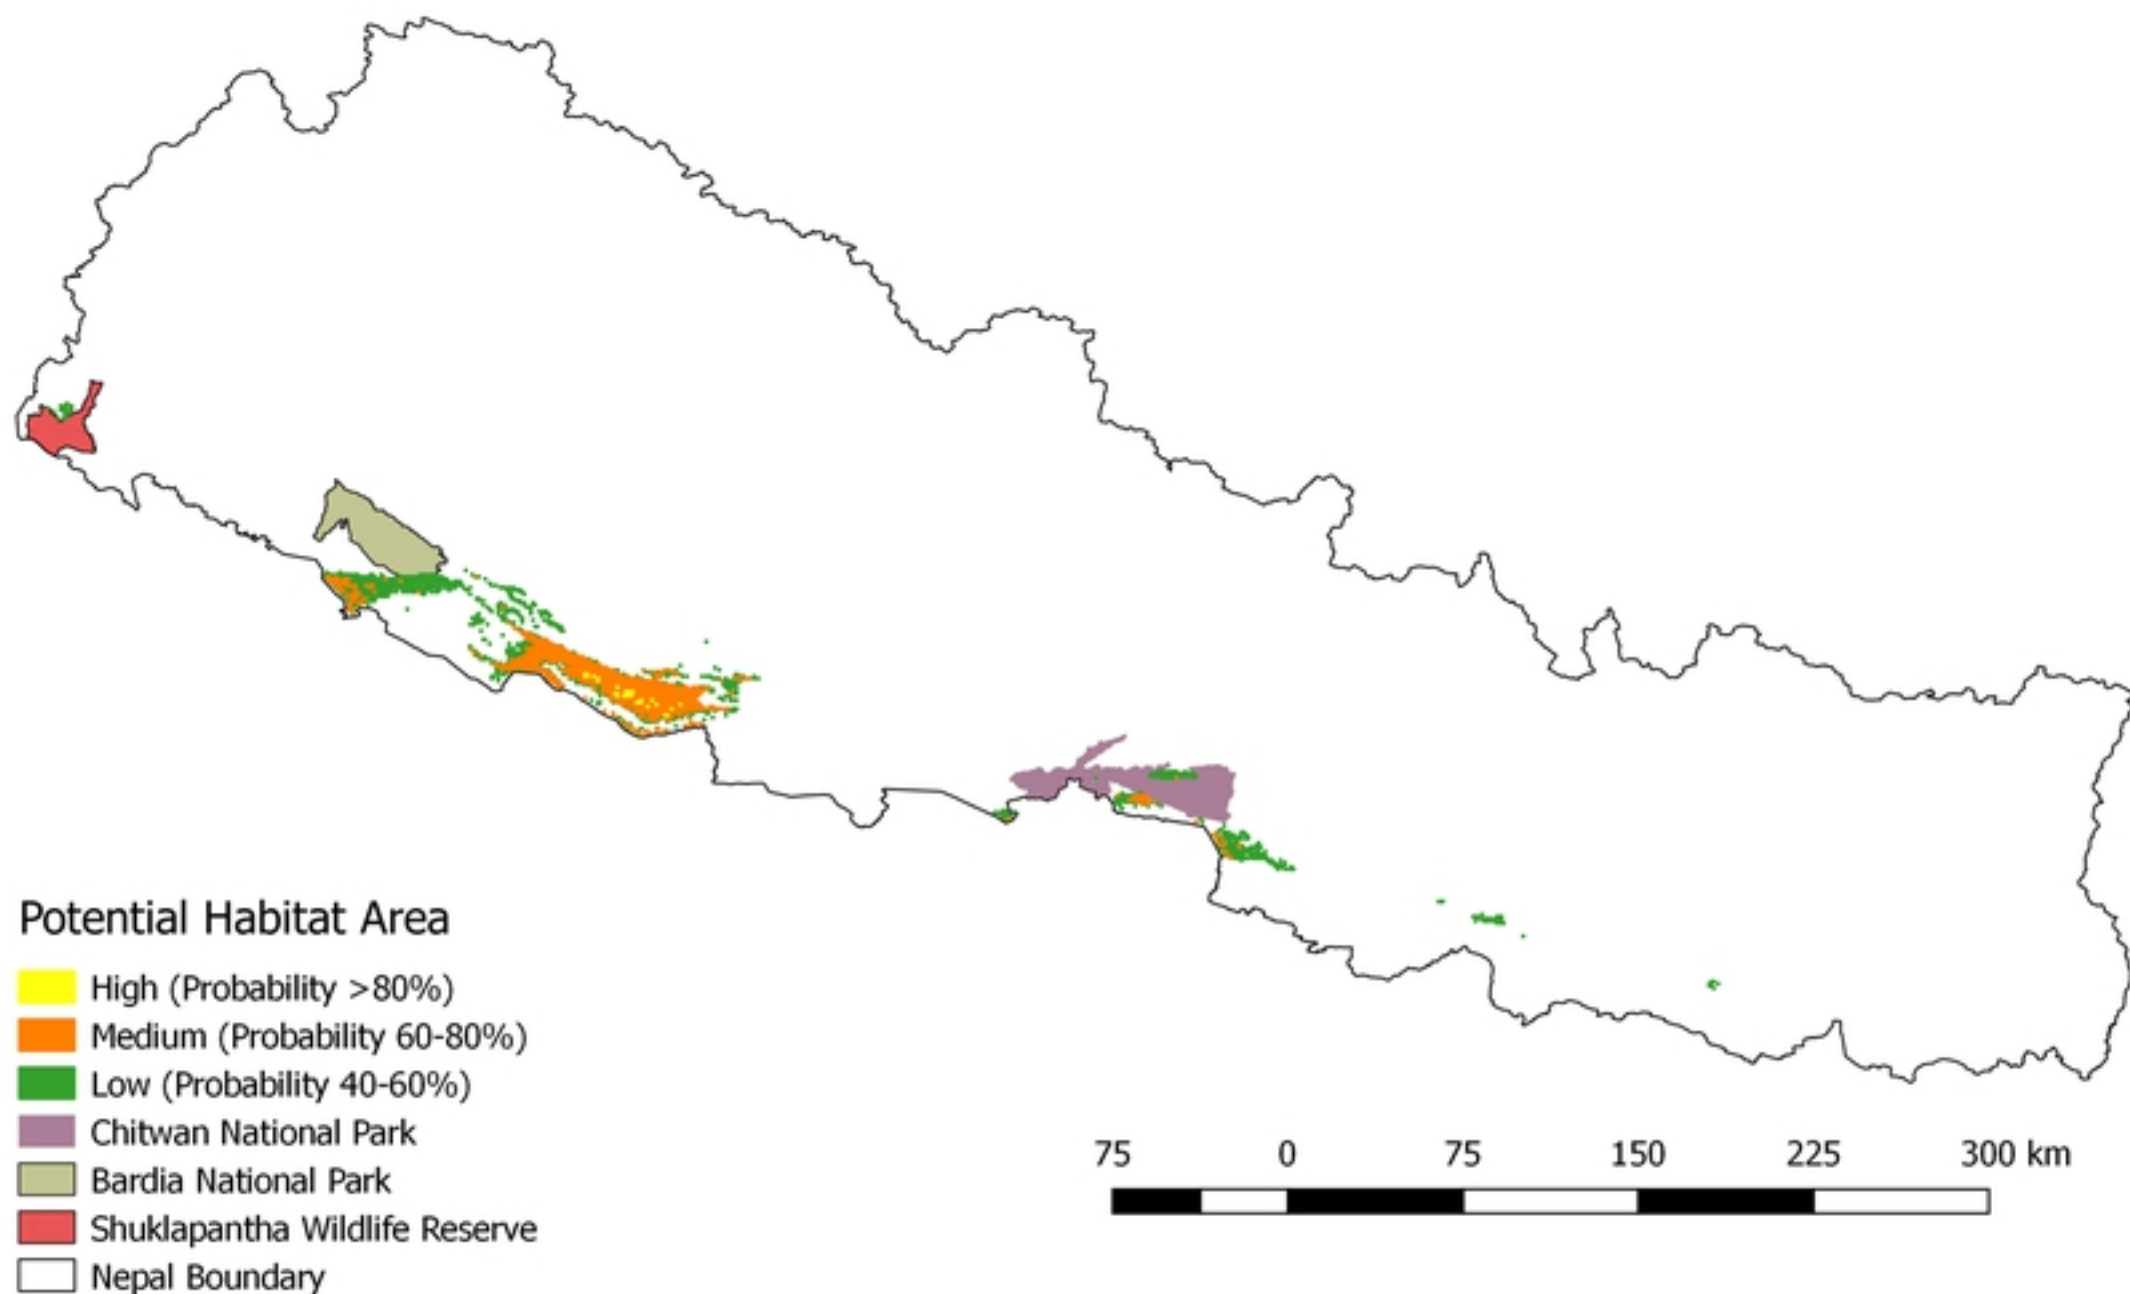 Potential Habitat Area
High (Probability >80%)
Medium (Probability 60-80%)
Low (Probability 40-60%)
Chitwan National Park
Bardia National Park
Shuklapantha Wildlife Reserve
Nepal Boundary
75 0 75 150 225 300 km